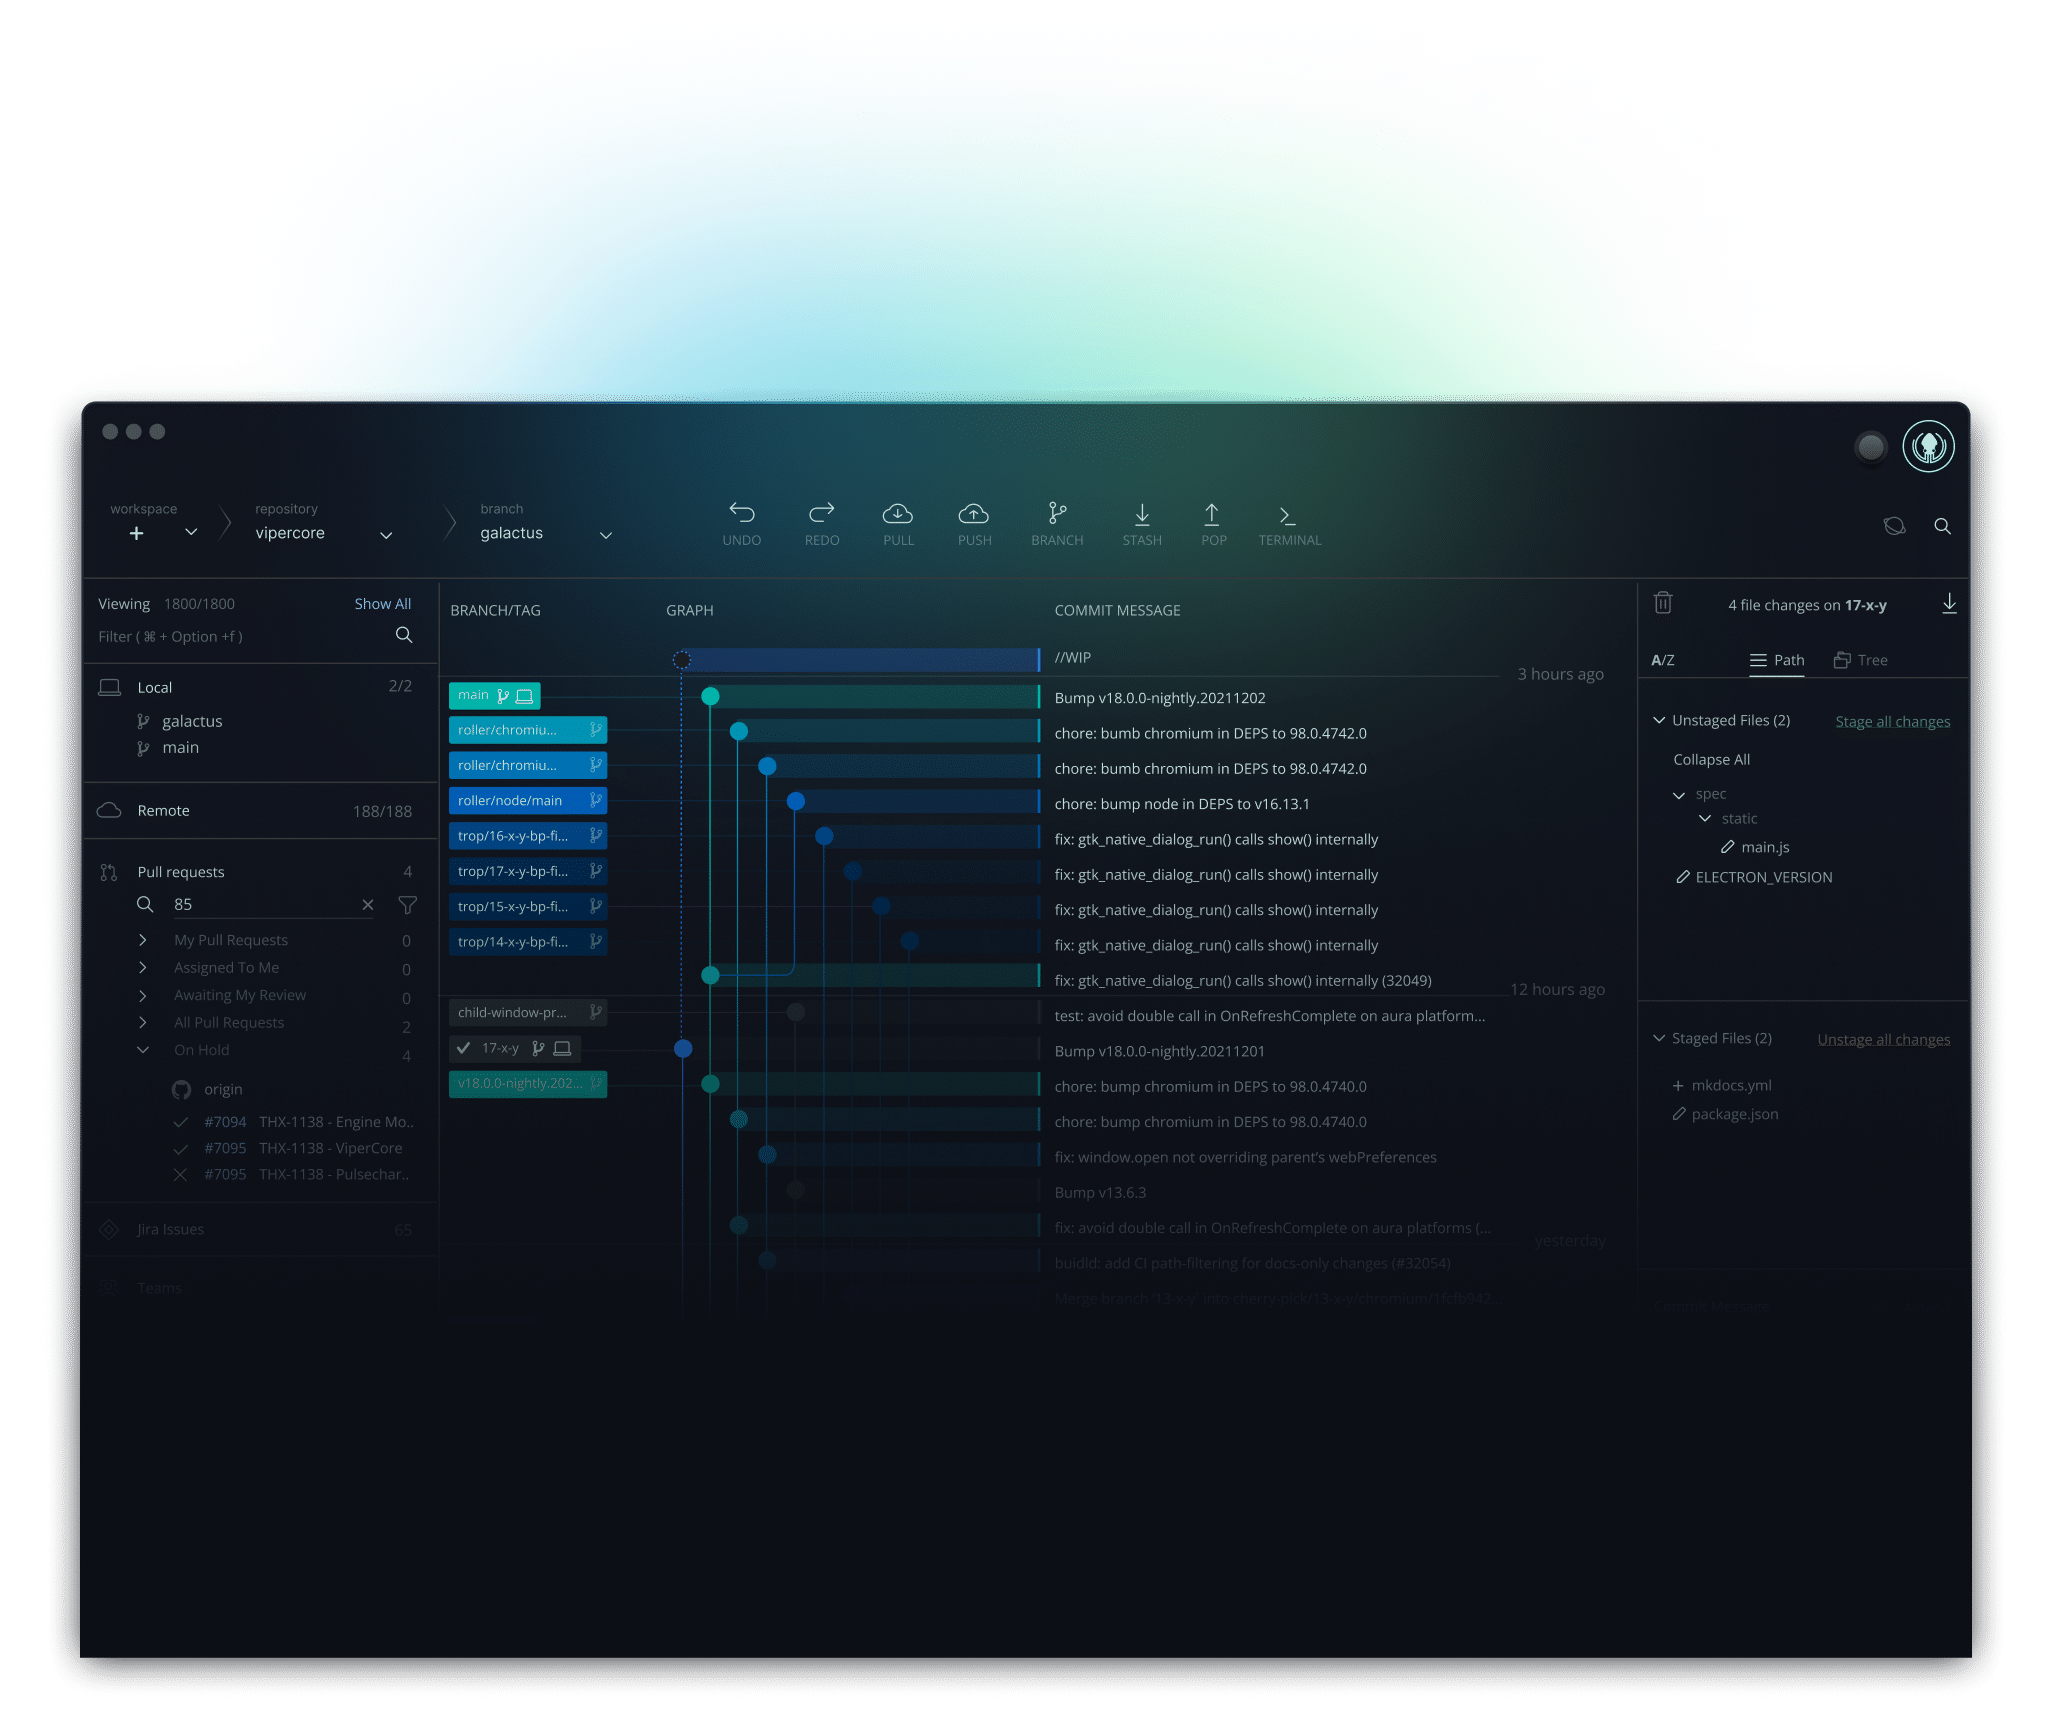 workspace
repository
branch
+
vipercore
galactus
UNDO
REDO
PULL
PUSH
BRANCH
STASH
POP
TERMINAL
Viewing 1800/1800 Show All
Filter ( ⌘ + Option +f )
Local 2/2
galactus
main
Remote 188/188
Pull requests 4
85
My Pull Requests 0
Assigned To Me 0
Awaiting My Review 0
All Pull Requests 2
On Hold 4
origin
#7094 THX-1138 - Engine Mo..
#7095 THX-1138 - ViperCore
#7095 THX-1138 - Pulsechar..
Jira Issues 65
Teams
BRANCH/TAG
main
roller/chromiu...
roller/chromiu...
roller/node/main
trop/16-x-y-bp-fi...
trop/17-x-y-bp-fi...
trop/15-x-y-bp-fi...
trop/14-x-y-bp-fi...
child-window-pr...
17-x-y
v18.0.0-nightly.202...
GRAPH
COMMIT MESSAGE
//WIP
3 hours ago
Bump v18.0.0-nightly.20211202
chore: bumb chromium in DEPS to 98.0.4742.0
chore: bumb chromium in DEPS to 98.0.4742.0
chore: bump node in DEPS to v16.13.1
fix: gtk_native_dialog_run() calls show() internally
fix: gtk_native_dialog_run() calls show() internally
fix: gtk_native_dialog_run() calls show() internally
fix: gtk_native_dialog_run() calls show() internally
fix: gtk_native_dialog_run() calls show() internally (32049)
12 hours ago
test: avoid double call in OnRefreshComplete on aura platform...
Bump v18.0.0-nightly.20211201
chore: bump chromium in DEPS to 98.0.4740.0
chore: bump chromium in DEPS to 98.0.4740.0
fix: window.open not overriding parent's webPreferences
Bump v13.6.3
fix: avoid double call in OnRefreshComplete on aura platforms (...
yesterday
buidld: add CI path-filtering for docs-only changes (#32054)
Merge branch '13-x-y' into cherry-pick/13-x-y/chromium/1fcfb942...
4 file changes on 17-x-y
A/Z
Path
Tree
Unstaged Files (2) Stage all changes
Collapse All
spec
static
main.js
ELECTRON_VERSION
Staged Files (2) Unstage all changes
+ mkdocs.yml
package.json
Commit Message